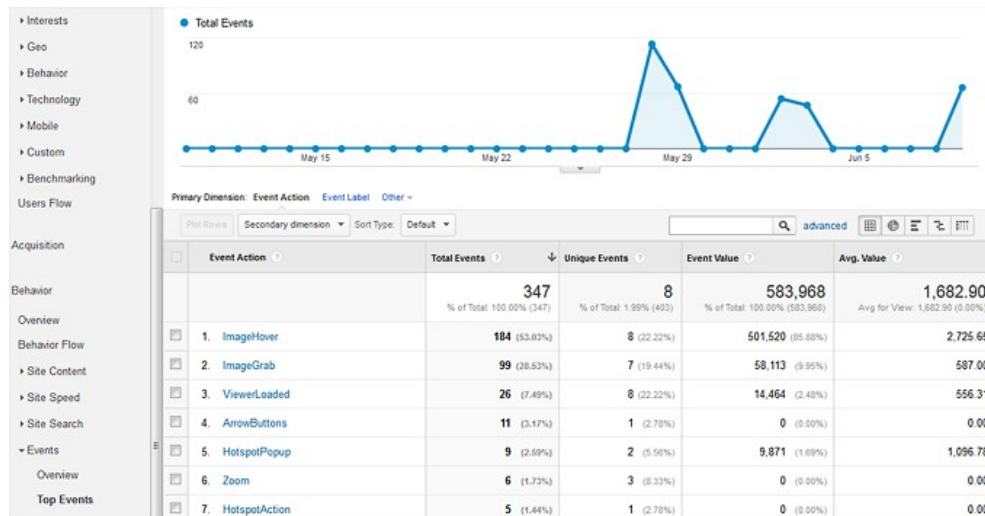 Interests
Geo
Behavior
Technology
Mobile
Custom
Benchmarking
Users Flow
Acquisition
Behavior
Overview
Behavior Flow
Site Content
Site Speed
Site Search
Events
Overview
Top Events
Total Events
120
60
May 15 May 22 May 29 Jun 5
Primary Dimension: Event Action Event Label Other
Plot Rows Secondary dimension Sort Type: Default advanced
Event Action ? Total Events ? Unique Events ? Event Value ? Avg. Value ?
347 8 583,968 1,682.90
% of Total: 100.00% (347) % of Total: 1.99% (403) % of Total: 100.00% (583,968) Avg for View: 1,682.90 (0.00%)
1. ImageHover 184 (53.03%) 8 (22.22%) 501,520 (85.88%) 2,725.65
2. ImageGrab 99 (28.53%) 7 (19.44%) 58,113 (9.95%) 587.00
3. ViewerLoaded 26 (7.49%) 8 (22.22%) 14,464 (2.48%) 556.31
4. ArrowButtons 11 (3.17%) 1 (2.78%) 0 (0.00%) 0.00
5. HotspotPopup 9 (2.59%) 2 (5.56%) 9,871 (1.69%) 1,096.78
6. Zoom 6 (1.73%) 3 (8.33%) 0 (0.00%) 0.00
7. HotspotAction 5 (1.44%) 1 (2.78%) 0 (0.00%) 0.00